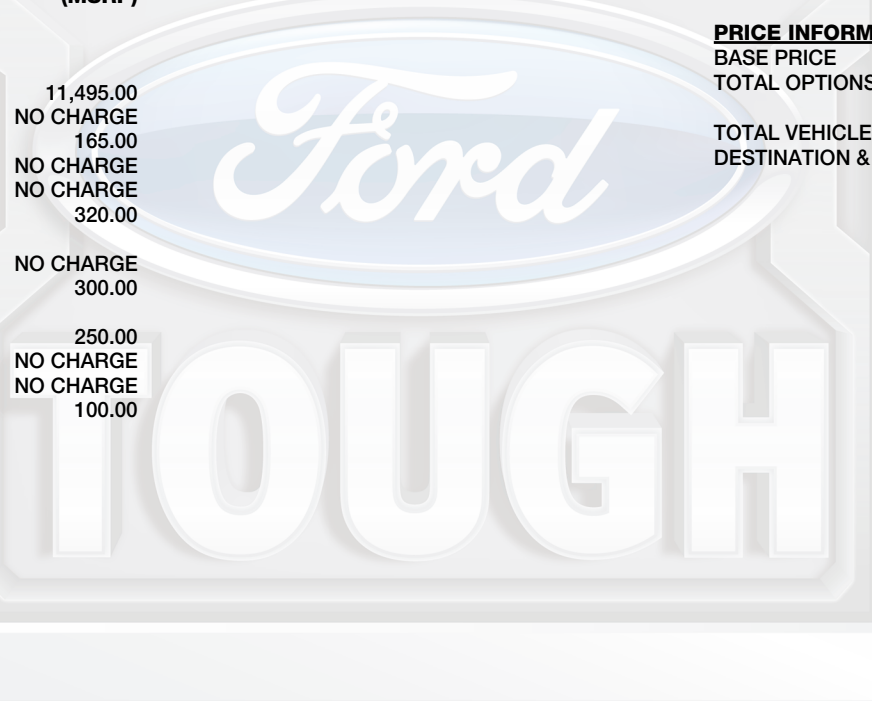 (MSRP)
11,495.00
NO CHARGE
165.00
NO CHARGE
NO CHARGE
320.00
NO CHARGE
300.00
250.00
NO CHARGE
NO CHARGE
100.00
PRICE INFORM
BASE PRICE
TOTAL OPTIONS
TOTAL VEHICLE
DESTINATION &
Ford
TOUGH